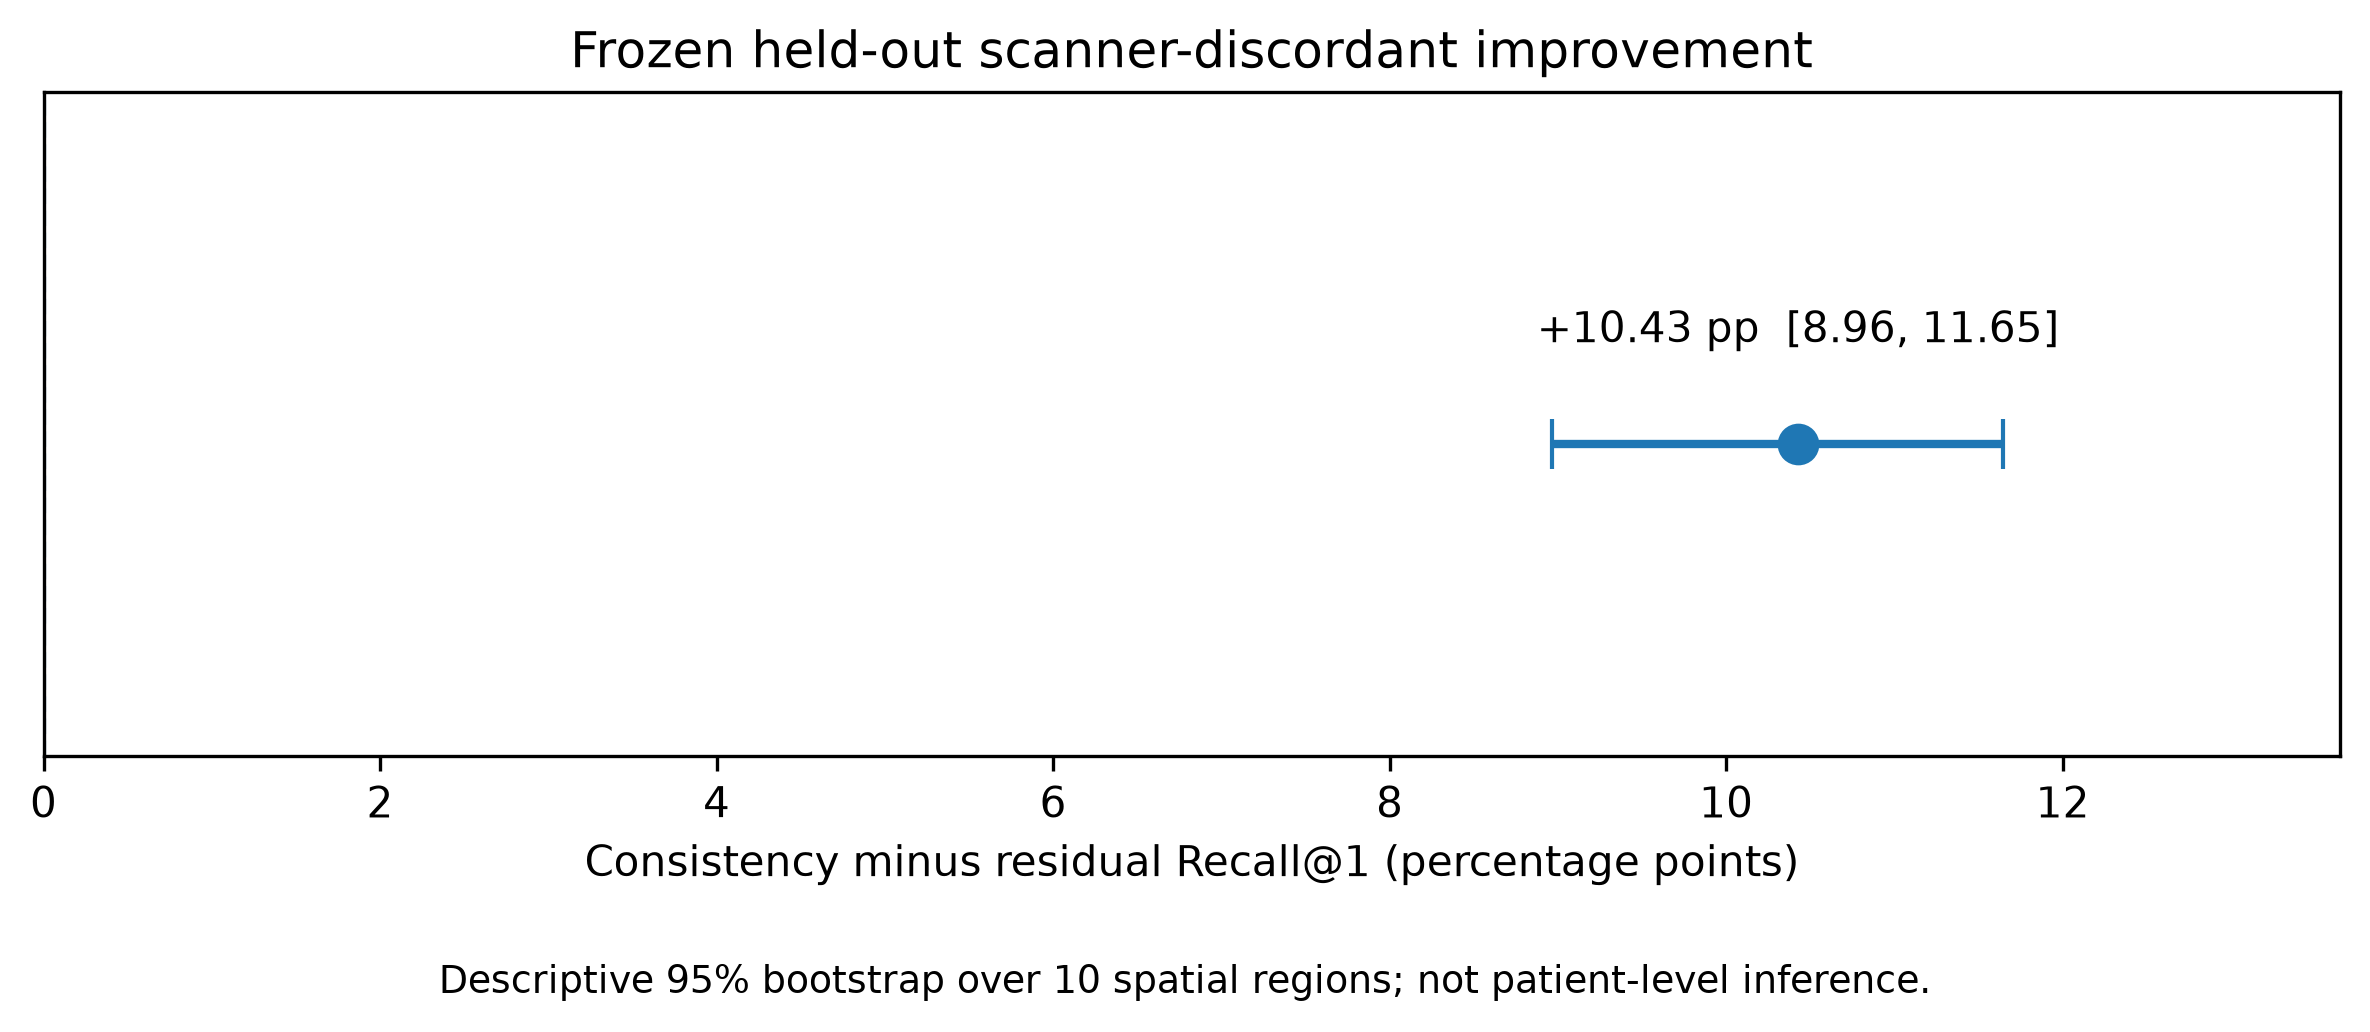 Frozen held-out scanner-discordant improvement
+10.43 pp  [8.96, 11.65]
0 2 4 6 8 10 12
Consistency minus residual Recall@1 (percentage points)
Descriptive 95% bootstrap over 10 spatial regions; not patient-level inference.